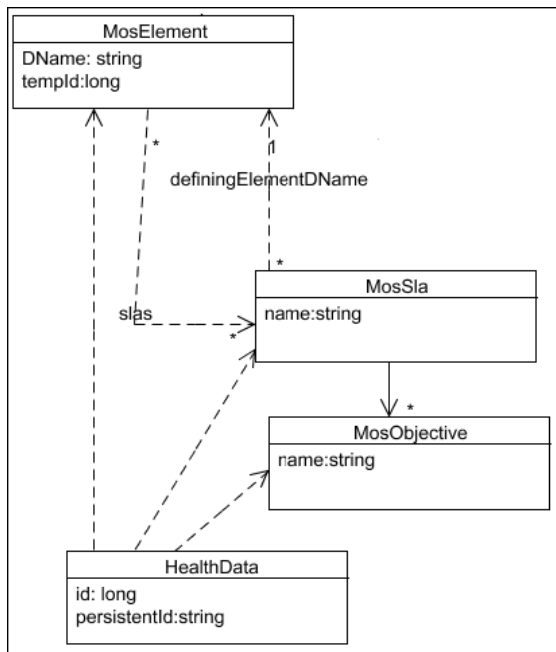 MosElement
DName: string
tempId:long
*
1
definingElementDName
*
MosSla
name:string
slas
*
*
MosObjective
name:string
HealthData
id: long
persistentId:string